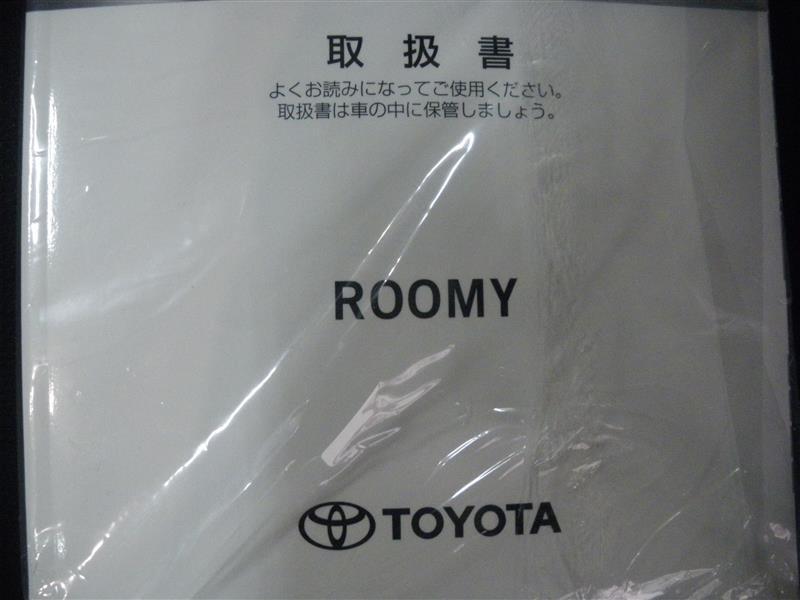 取扱書
よくお読みになってご使用ください。
取扱書は車の中に保管しましょう。
ROOMY
TOYOTA